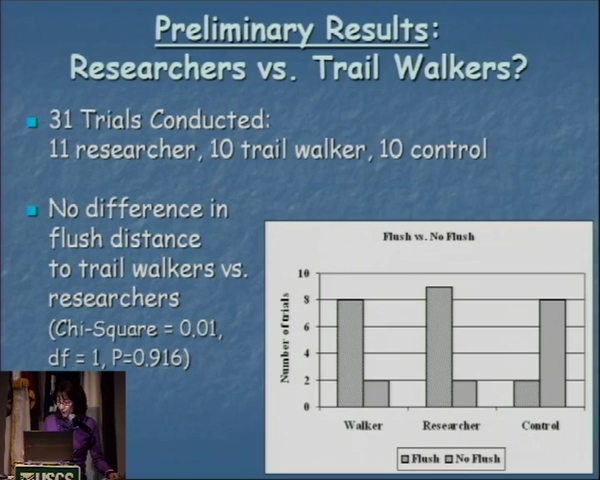 Preliminary Results:
Researchers vs. Trail Walkers?
31 Trials Conducted:
11 researcher, 10 trail walker, 10 control
No difference in
flush distance
to trail walkers vs.
researchers
(Chi-Square = 0.01,
df = 1, P=0.916)
Flush vs. No Flush
Number of trials
10
8
6
4
2
0
Walker Researcher Control
Flush No Flush
USGS